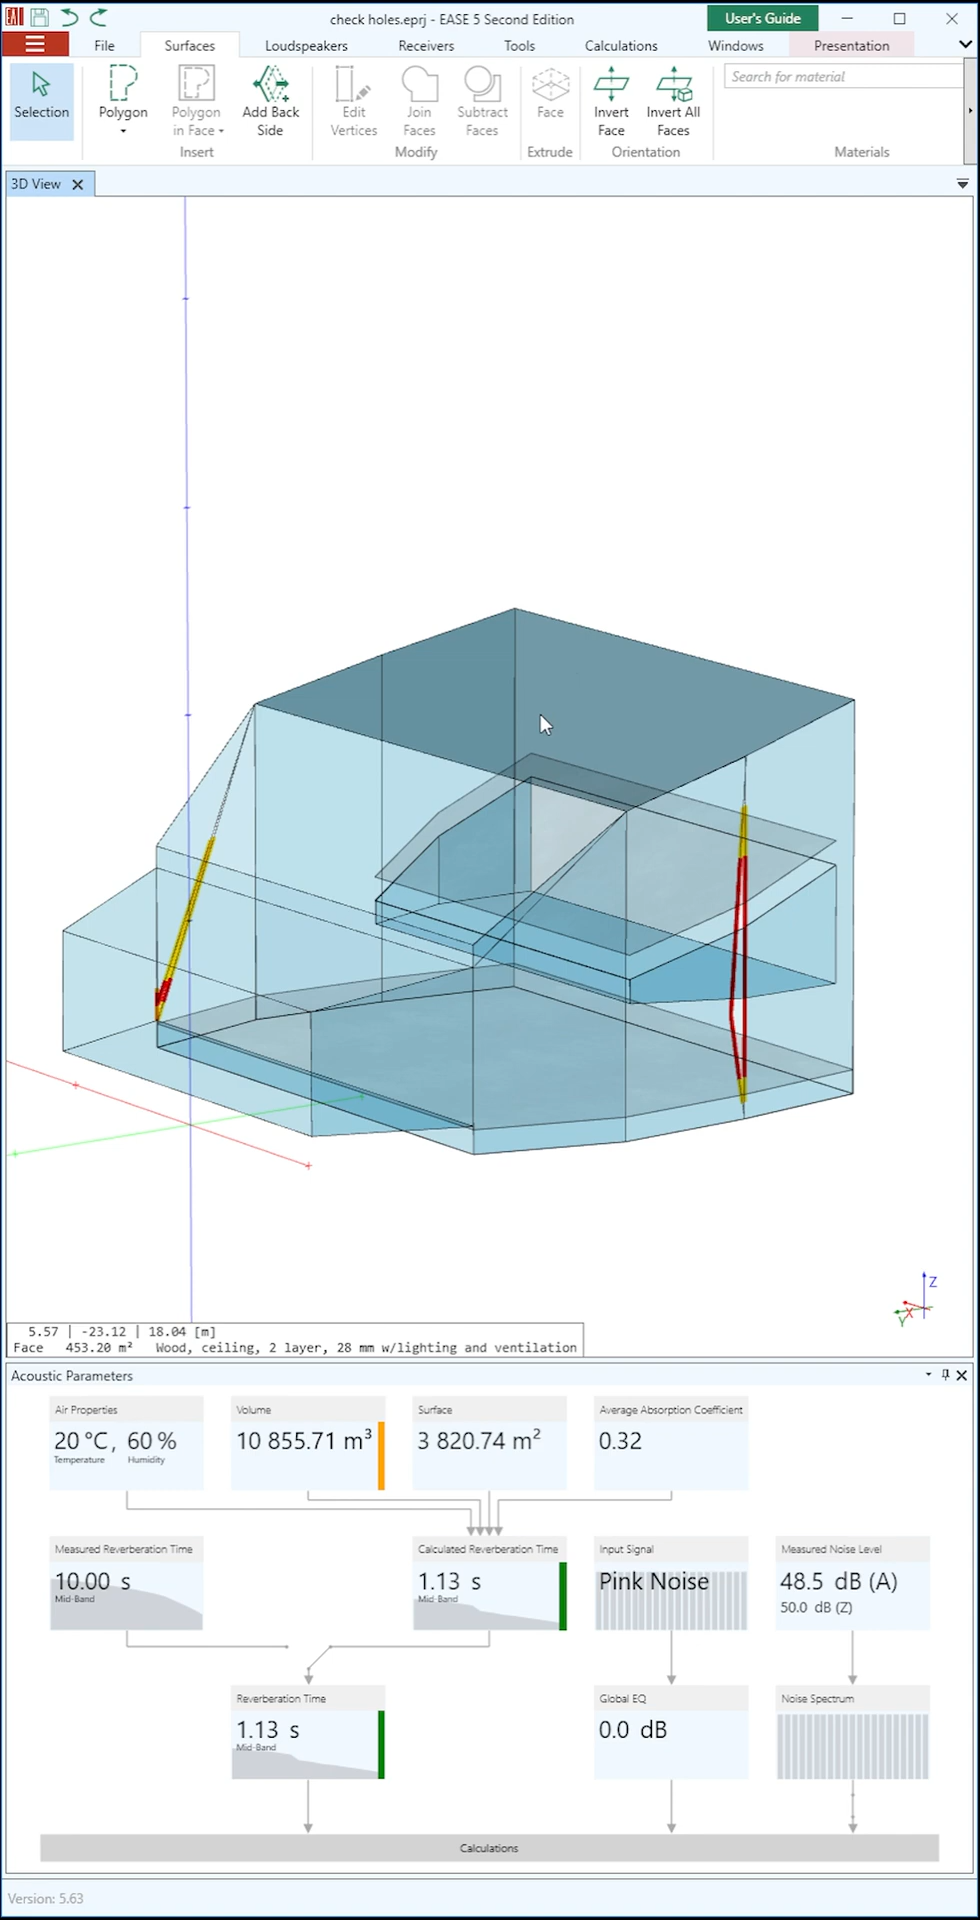 EASE check holes.eprj - EASE 5 Second Edition User's Guide
File Surfaces Loudspeakers Receivers Tools Calculations Windows Presentation
Search for material
Selection Polygon Polygon in Face Add Back Side Edit Vertices Join Faces Subtract Faces Face Invert Face Invert All Faces
Insert Modify Extrude Orientation Materials
3D View
Z
X
Y
5.57 | -23.12 | 18.04 [m]
Face 453.20 m² Wood, ceiling, 2 layer, 28 mm w/lighting and ventilation
Acoustic Parameters
Air Properties Volume Surface Average Absorption Coefficient
20 °C, 60 % 10 855.71 m³ 3 820.74 m² 0.32
Temperature Humidity
Measured Reverberation Time Calculated Reverberation Time Input Signal Measured Noise Level
10.00 s 1.13 s Pink Noise 48.5 dB (A)
Mid-Band Mid-Band 50.0 dB (Z)
Reverberation Time Global EQ Noise Spectrum
1.13 s 0.0 dB
Mid-Band
Calculations
Version: 5.63